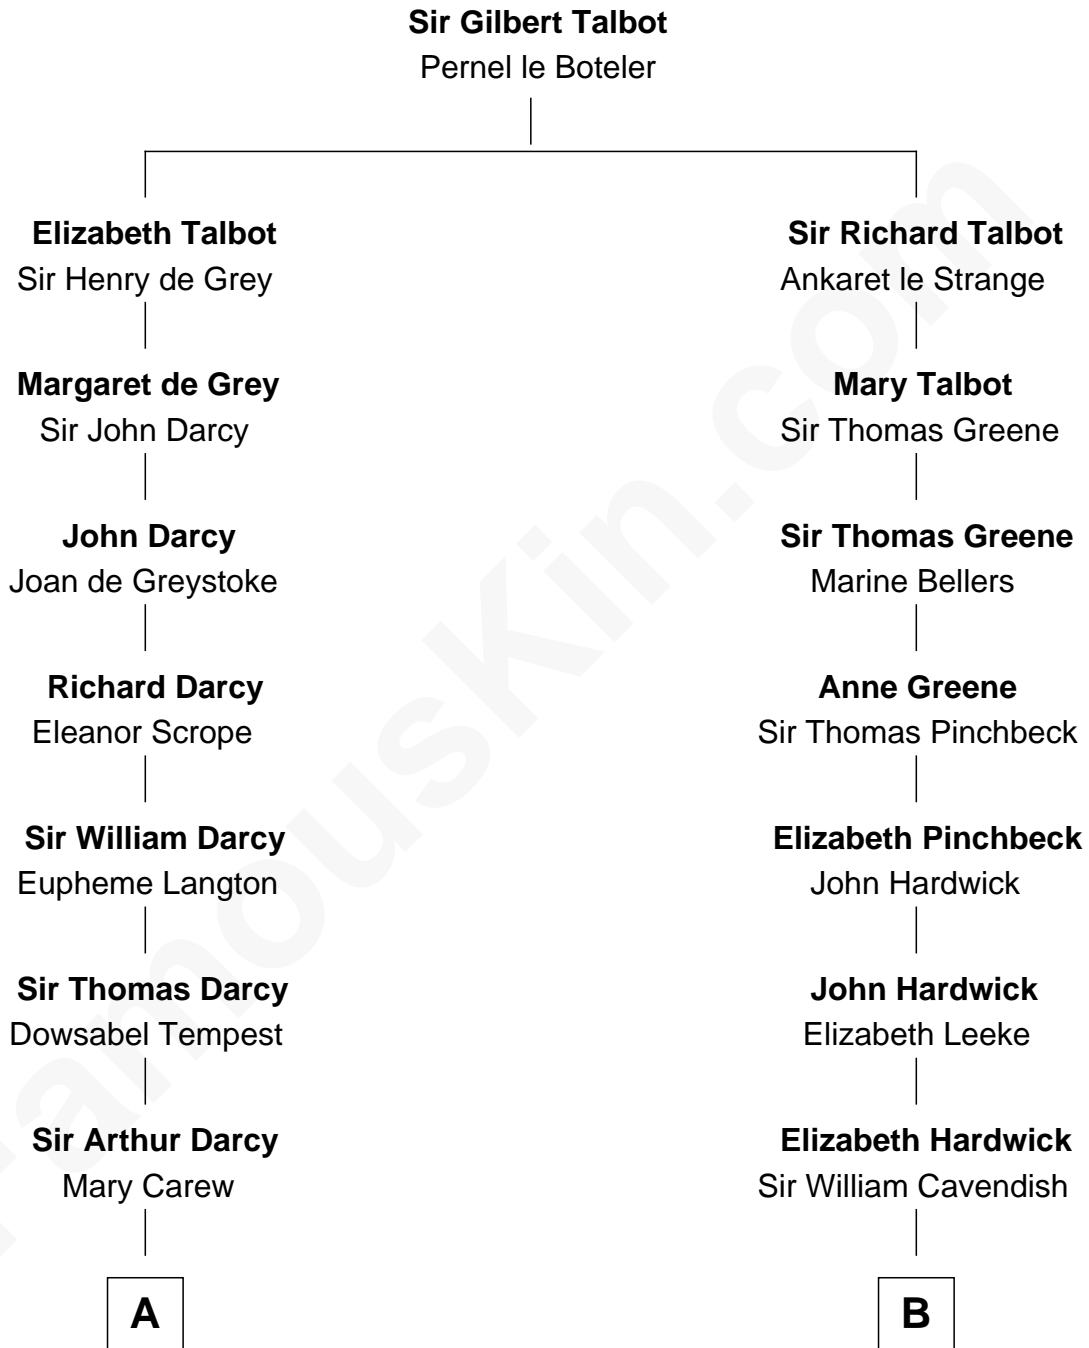 Sir Gilbert Talbot
Pernel le Boteler
Elizabeth Talbot
Sir Henry de Grey
Sir Richard Talbot
Ankaret le Strange
Margaret de Grey
Sir John Darcy
Mary Talbot
Sir Thomas Greene
John Darcy
Joan de Greystoke
Sir Thomas Greene
Marine Bellers
Richard Darcy
Eleanor Scrope
Anne Greene
Sir Thomas Pinchbeck
Sir William Darcy
Eupheme Langton
Elizabeth Pinchbeck
John Hardwick
Sir Thomas Darcy
Dowsabel Tempest
John Hardwick
Elizabeth Leeke
Sir Arthur Darcy
Mary Carew
Elizabeth Hardwick
Sir William Cavendish
A
B
FamousKin.com